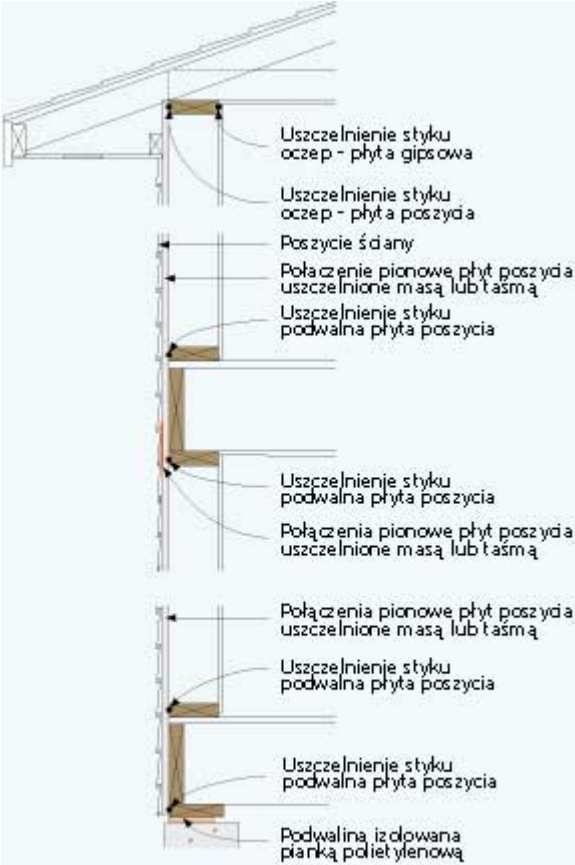 Uszczelnienie styku
oczep - płyta gipsowa
Uszczelnienie styku
oczep - płyta poszycia
Poszycie ściany
Połaczenie pionowe płyt poszycia
uszczelnione masą lub taśmą
Uszczelnienie styku
podwalna płyta poszycia
Uszczelnienie styku
podwalna płyta poszycia
Połączenia pionowe płyt poszycia
uszczelnione masą lub taśmą
Połączenia pionowe płyt poszycia
uszczelnione masą lub taśmą
Uszczelnienie styku
podwalna płyta poszycia
Uszczelnienie styku
podwalna płyta poszycia
Podwalina izolowana
pianką polietylenową